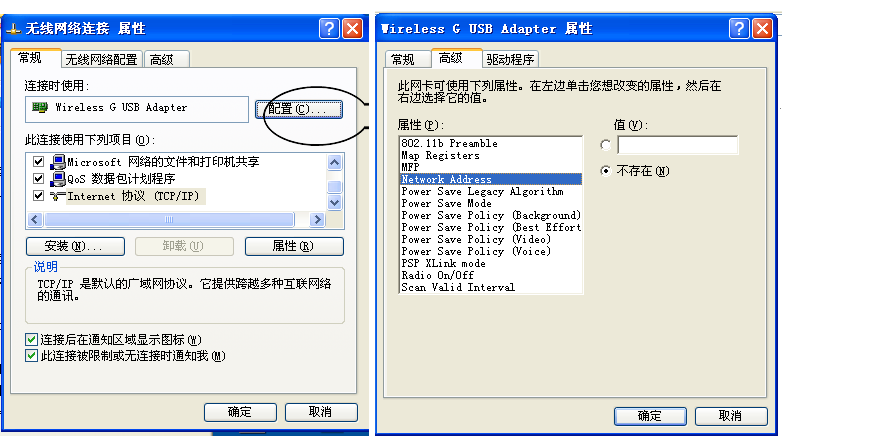 无线网络连接 属性
常规
无线网络配置
高级
连接时使用:
Wireless G USB Adapter
配置(C)...
此连接使用下列项目(O):
Microsoft 网络的文件和打印机共享
QoS 数据包计划程序
Internet 协议 (TCP/IP)
安装(N)...
卸载(U)
属性(R)
说明
TCP/IP 是默认的广域网协议。它提供跨越多种互联网络
的通讯。
连接后在通知区域显示图标(W)
此连接被限制或无连接时通知我(M)
确定
取消
Wireless G USB Adapter 属性
常规
高级
驱动程序
此网卡可使用下列属性。在左边单击您想改变的属性，然后在
右边选择它的值。
属性(P):
802.11b Preamble
Map Registers
MFP
Network Address
Power Save Legacy Algorithm
Power Save Mode
Power Save Policy (Background)
Power Save Policy (Best Effort
Power Save Policy (Video)
Power Save Policy (Voice)
PSP XLink mode
Radio On/Off
Scan Valid Interval
值(V):
不存在(N)
确定
取消